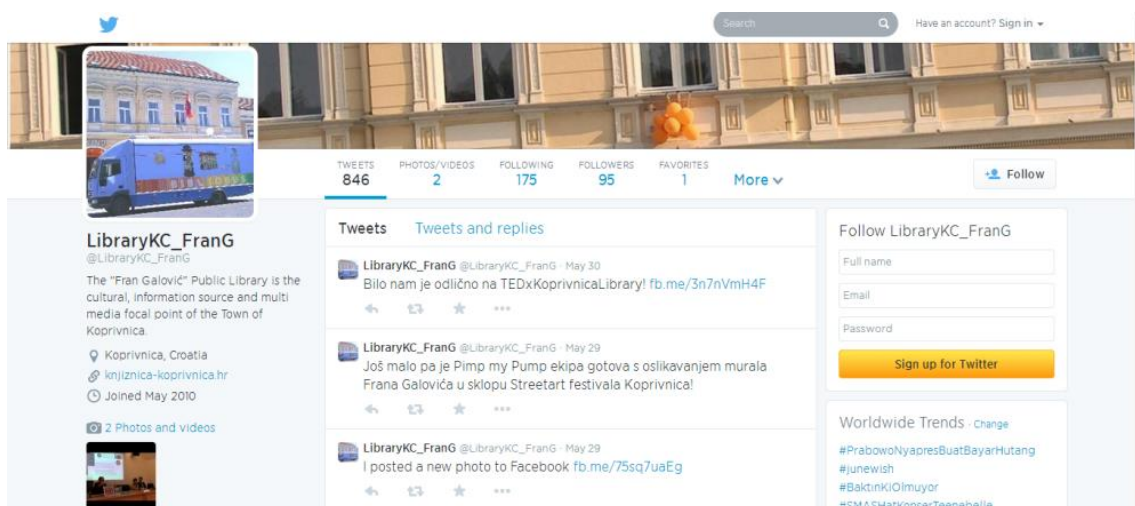 Search
Have an account? Sign in
TWEETS
846
PHOTOS/VIDEOS
2
FOLLOWING
175
FOLLOWERS
95
FAVORITES
1
More
Follow
LibraryKC_FranG
@LibraryKC_FranG
The "Fran Galović" Public Library is the
cultural, information source and multi
media focal point of the Town of
Koprivnica.
Koprivnica, Croatia
knjiznica-koprivnica.hr
Joined May 2010
2 Photos and videos
Tweets Tweets and replies
LibraryKC_FranG @LibraryKC_FranG · May 30
Bilo nam je odlično na TEDxKoprivnicaLibrary! fb.me/3n7nVmH4F
LibraryKC_FranG @LibraryKC_FranG · May 29
Još malo pa je Pimp my Pump ekipa gotova s oslikavanjem murala
Frana Galovića u sklopu Streetart festivala Koprivnica!
LibraryKC_FranG @LibraryKC_FranG · May 29
I posted a new photo to Facebook fb.me/75sq7uaEg
Follow LibraryKC_FranG
Full name
Email
Password
Sign up for Twitter
Worldwide Trends · Change
#PrabowoNyapresBuatBayarHutang
#junewish
#BaktınKiOlmuyor